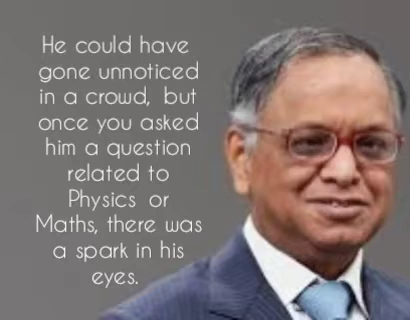 He could have
gone unnoticed
in a crowd, but
once you asked
him a question
related to
Physics or
Maths, there was
a spark in his
eyes.